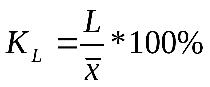 K_L = L / x̄ * 100%